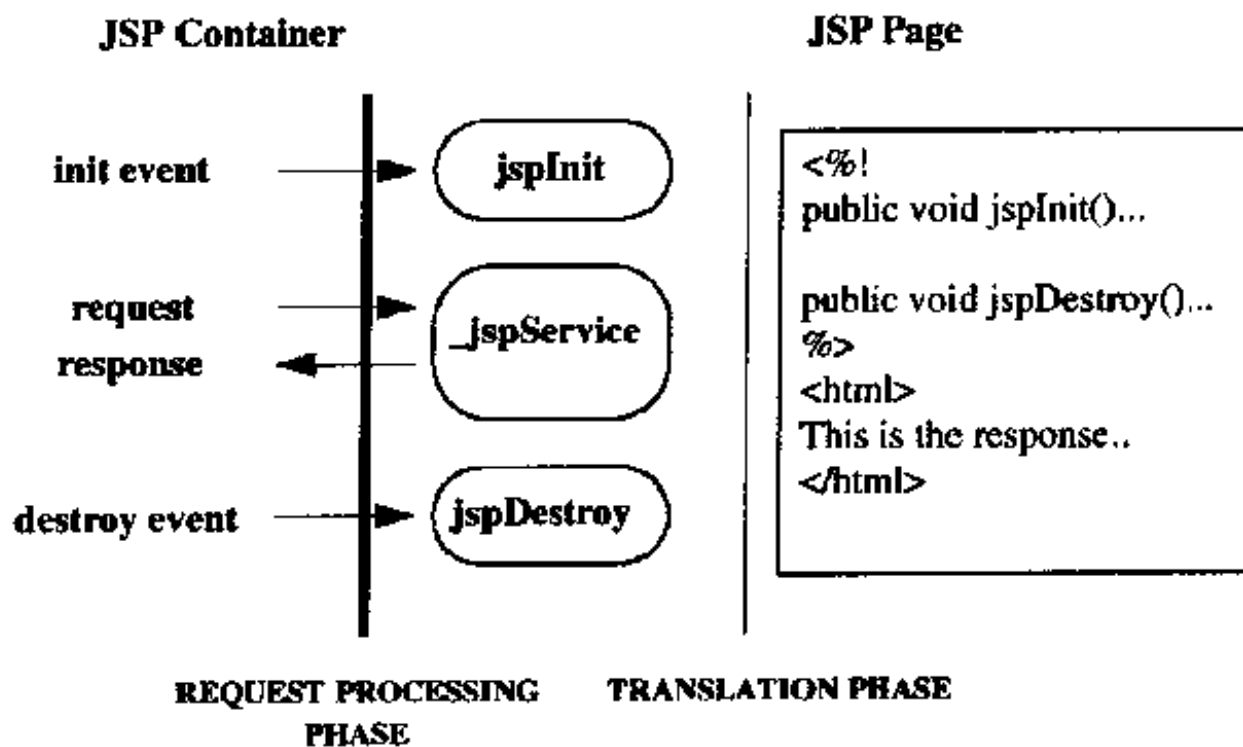 JSP Container
JSP Page
init event
jspInit
request
response
_jspService
destroy event
jspDestroy
<%!
public void jspInit()...
public void jspDestroy()...
%>
<html>
This is the response..
</html>
REQUEST PROCESSING
PHASE
TRANSLATION PHASE